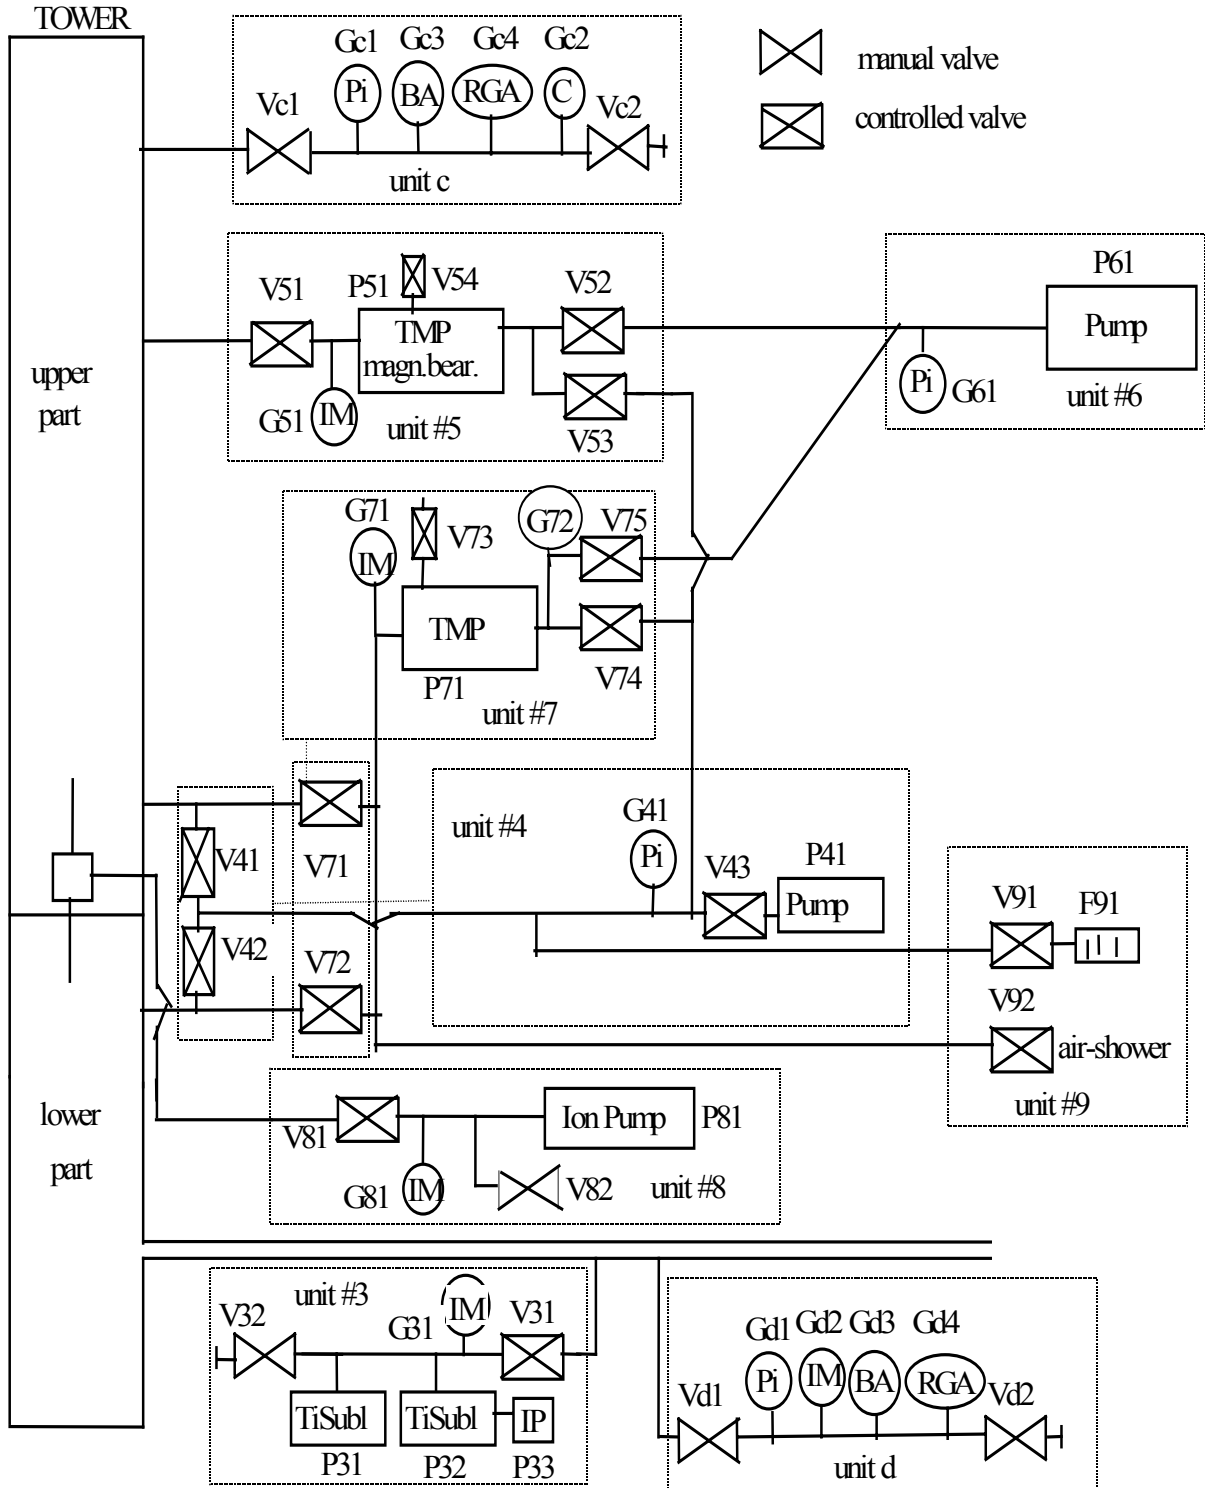 TOWER
Gc1
Gc3
Gc4
Gc2
manual valve
Pi
BA
RGA
C
Vc1
Vc2
controlled valve
unit c
V54
P51
V51
V52
P61
TMP
magn.bear.
Pump
upper
part
Pi
G61
unit #6
G51
IM
unit #5
V53
G71
V73
G72
V75
IM
TMP
V74
P71
unit #7
unit #4
G41
Pi
V43
P41
Pump
V41
V71
V91
F91
V42
V72
V92
air-shower
unit #9
lower
part
V81
Ion Pump
P81
G81
IM
V82
unit #8
unit #3
V32
G31
IM
V31
TiSubl
TiSubl
IP
P31
P32
P33
Gd1
Gd2
Gd3
Gd4
Pi
IM
BA
RGA
Vd1
Vd2
unit d